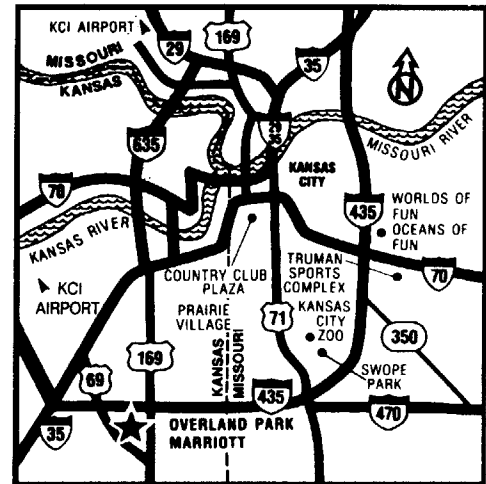 KCI AIRPORT
169
29
35
MISSOURI
KANSAS
635
29
35
MISSOURI RIVER
KANSAS
CITY
70
KANSAS RIVER
435
WORLDS OF
FUN
OCEANS OF
FUN
KCI
AIRPORT
COUNTRY CLUB
PLAZA
TRUMAN
SPORTS
COMPLEX
70
PRAIRIE
VILLAGE
71
KANSAS
CITY
ZOO
350
169
69
KANSAS
MISSOURI
SWOPE
PARK
435
470
35
OVERLAND PARK
MARRIOTT
N